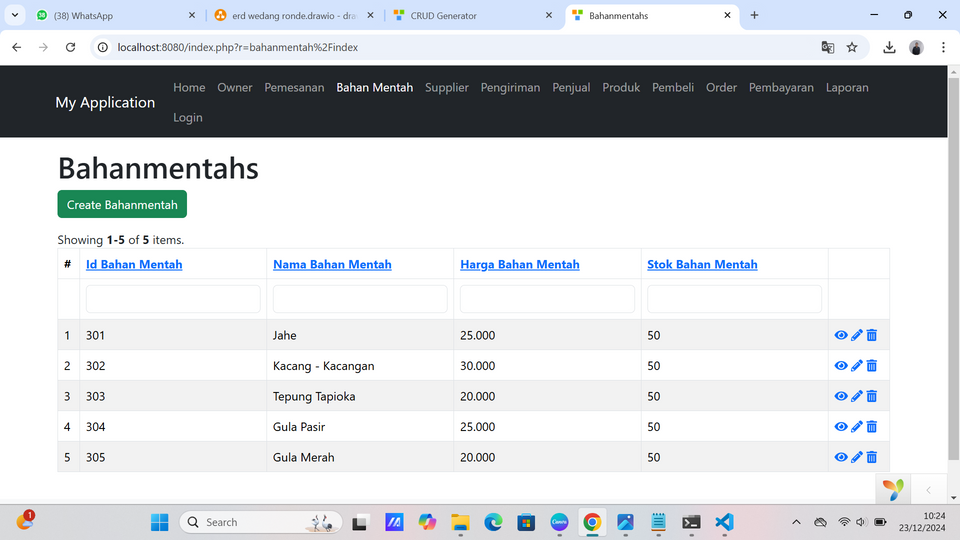 (38) WhatsApp
erd wedang ronde.drawio - dra
CRUD Generator
Bahanmentahs
localhost:8080/index.php?r=bahanmentah%2Findex
My Application
Home Owner Pemesanan Bahan Mentah Supplier Pengiriman Penjual Produk Pembeli Order Pembayaran Laporan
Login
Bahanmentahs
Create Bahanmentah
Showing 1-5 of 5 items.
# Id Bahan Mentah Nama Bahan Mentah Harga Bahan Mentah Stok Bahan Mentah
1 301 Jahe 25.000 50
2 302 Kacang - Kacangan 30.000 50
3 303 Tepung Tapioka 20.000 50
4 304 Gula Pasir 25.000 50
5 305 Gula Merah 20.000 50
1
Search
Canva
10:24
23/12/2024